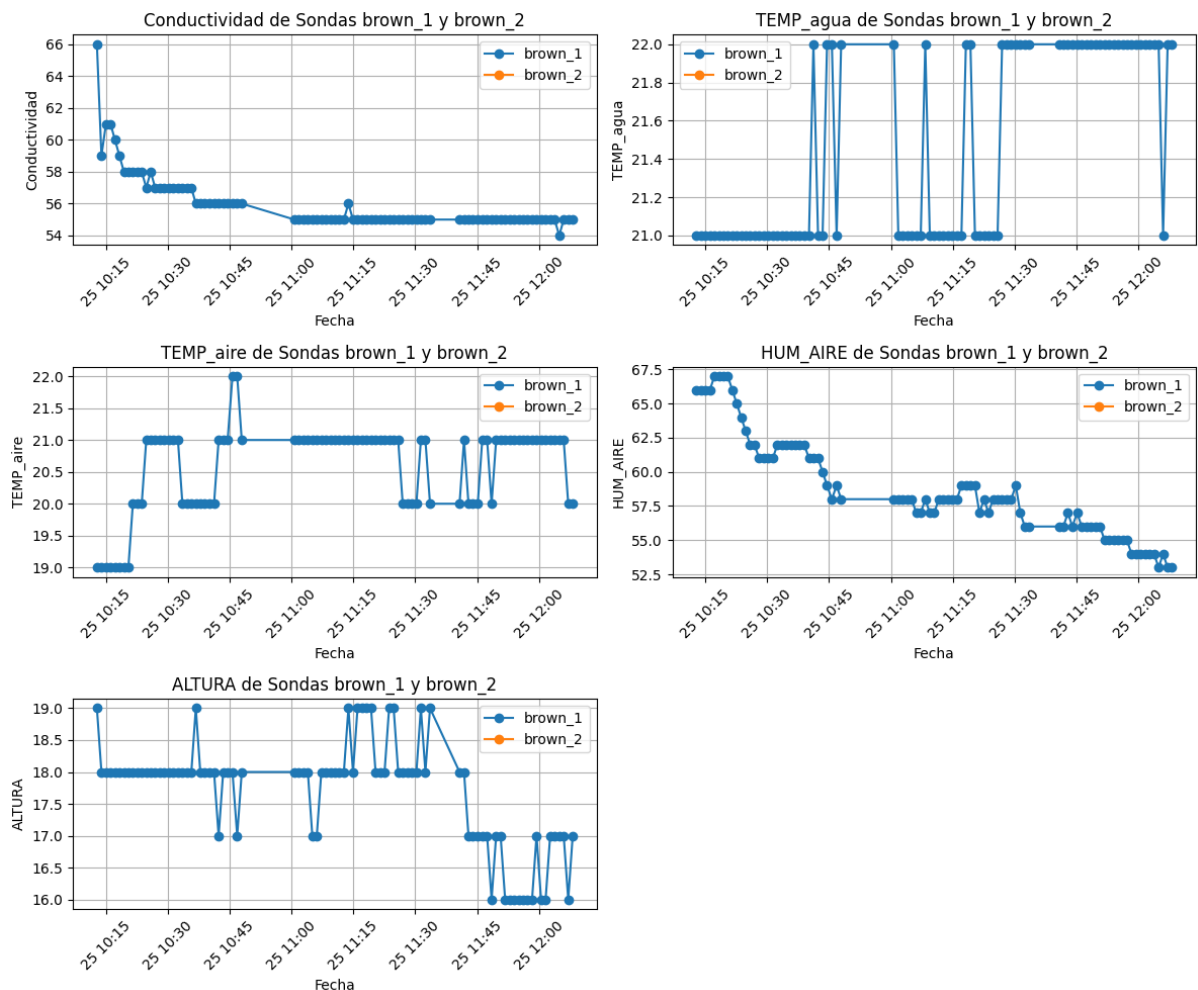 Conductividad de Sondas brown_1 y brown_2
66
64
62
60
58
56
54
Conductividad
brown_1
brown_2
25 10:15
25 10:30
25 10:45
25 11:00
25 11:15
25 11:30
25 11:45
25 12:00
Fecha
TEMP_agua de Sondas brown_1 y brown_2
22.0
21.8
21.6
21.4
21.2
21.0
TEMP_agua
brown_1
brown_2
25 10:15
25 10:30
25 10:45
25 11:00
25 11:15
25 11:30
25 11:45
25 12:00
Fecha
TEMP_aire de Sondas brown_1 y brown_2
22.0
21.5
21.0
20.5
20.0
19.5
19.0
TEMP_aire
brown_1
brown_2
25 10:15
25 10:30
25 10:45
25 11:00
25 11:15
25 11:30
25 11:45
25 12:00
Fecha
HUM_AIRE de Sondas brown_1 y brown_2
67.5
65.0
62.5
60.0
57.5
55.0
52.5
HUM_AIRE
brown_1
brown_2
25 10:15
25 10:30
25 10:45
25 11:00
25 11:15
25 11:30
25 11:45
25 12:00
Fecha
ALTURA de Sondas brown_1 y brown_2
19.0
18.5
18.0
17.5
17.0
16.5
16.0
ALTURA
brown_1
brown_2
25 10:15
25 10:30
25 10:45
25 11:00
25 11:15
25 11:30
25 11:45
25 12:00
Fecha